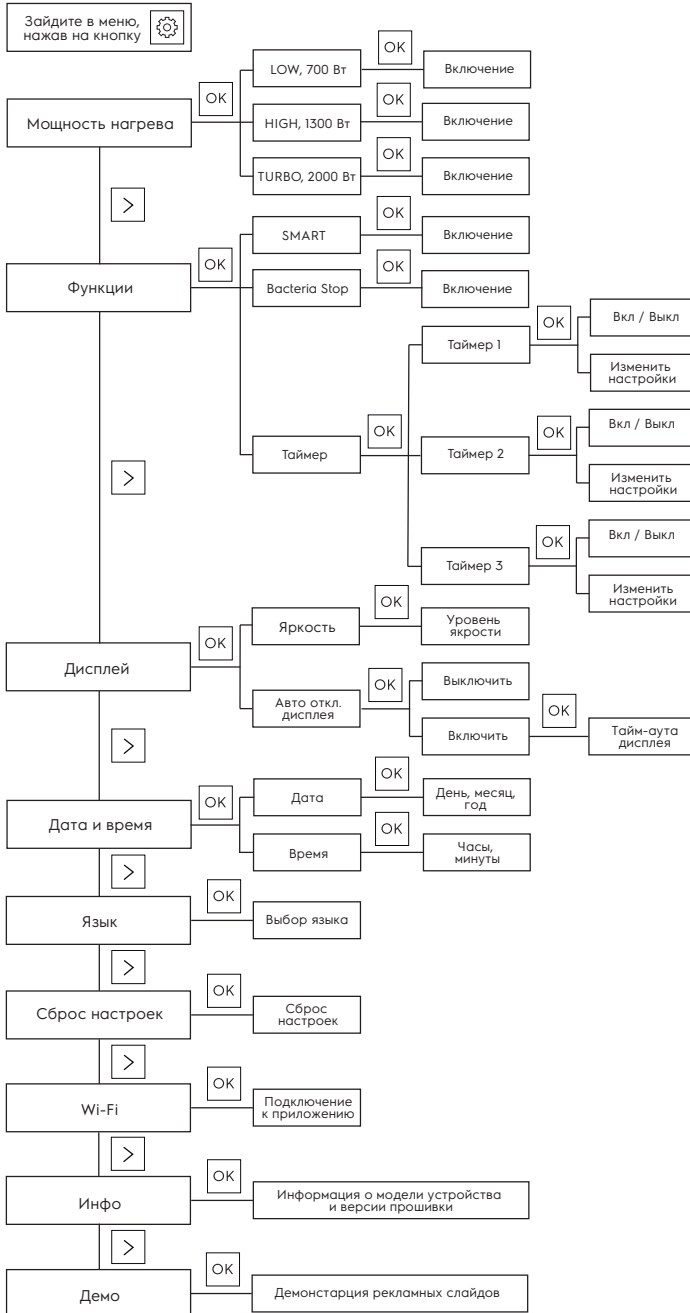 Зайдите в меню,
нажав на кнопку
Мощность нагрева
OK
LOW, 700 Вт
OK
Включение
HIGH, 1300 Вт
OK
Включение
TURBO, 2000 Вт
OK
Включение
>
Функции
OK
SMART
OK
Включение
Bacteria Stop
OK
Включение
Таймер
OK
Таймер 1
OK
Вкл / Выкл
Изменить
настройки
Таймер 2
OK
Вкл / Выкл
Изменить
настройки
Таймер 3
OK
Вкл / Выкл
Изменить
настройки
>
Дисплей
OK
Яркость
OK
Уровень
якрости
Авто откл.
дисплея
OK
Выключить
Включить
OK
Тайм-аута
дисплея
>
Дата и время
OK
Дата
OK
День, месяц,
год
Время
OK
Часы,
минуты
>
Язык
OK
Выбор языка
>
Сброс настроек
OK
Сброс
настроек
>
Wi-Fi
OK
Подключение
к приложению
>
Инфо
OK
Информация о модели устройства
и версии прошивки
>
Демо
OK
Демонстарция рекламных слайдов